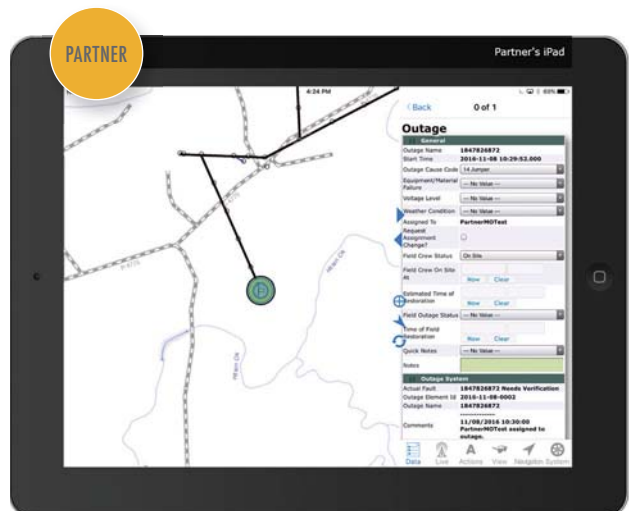 PARTNER
Partner's iPad
4:24 PM
69%
Back
0 of 1
Outage
General
Outage Name 1847826872
Start Time 2016-11-08 10:29:52.000
Outage Cause Code 14 Jumper
Equipment/Material Failure --- No Value ---
Voltage Level --- No Value ---
Weather Condition --- No Value ---
Assigned To PartnerMOTest
Request Assignment Change?
Field Crew Status On Site
Field Crew On Site At
Now Clear
Estimated Time of Restoration
Now Clear
Field Outage Status --- No Value ---
Time of Field Restoration
Now Clear
Quick Notes --- No Value ---
Notes
Outage System
Actual Fault 1847826872 Needs Verification
Outage Element Id 2016-11-08-0002
Outage Name 1847826872
Comments
--------------
11/08/2016 10:30:00
PartnerMOTest assigned to
outage.
Data Live Actions View Navigation System